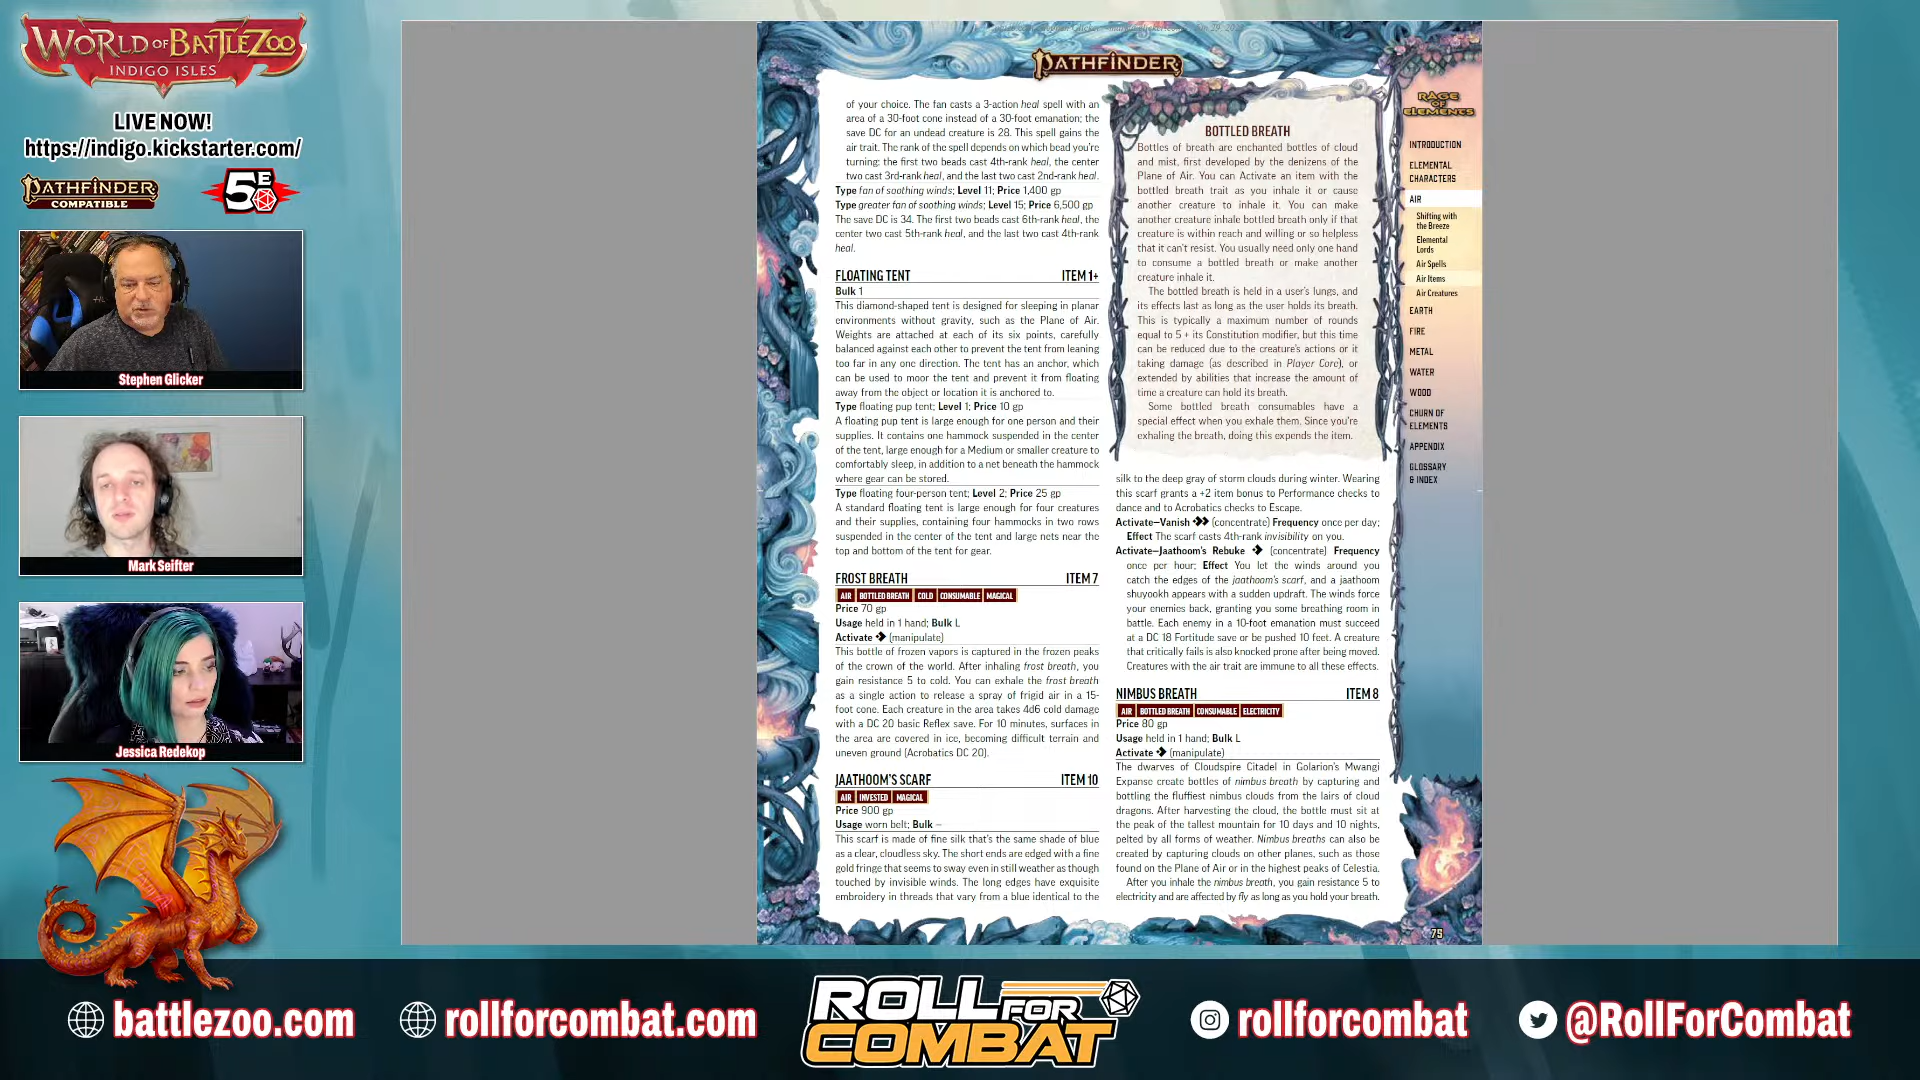 WORLD OF BATTLEZOO
INDIGO ISLES
LIVE NOW!
https://indigo.kickstarter.com/
PATHFINDER
COMPATIBLE
5E
Stephen Glicker
Mark Seifter
Jessica Redekop
PATHFINDER
of your choice. The fan casts a 3-action heal spell with an
area of a 30-foot cone instead of a 30-foot emanation; the
save DC for an undead creature is 28. This spell gains the
air trait. The rank of the spell depends on which bead you're
turning: the first two beads cast 4th-rank heal, the center
two cast 3rd-rank heal, and the last two cast 2nd-rank heal.
Type fan of soothing winds; Level 11; Price 1,400 gp
Type greater fan of soothing winds; Level 15; Price 6,500 gp
The save DC is 34. The first two beads cast 6th-rank heal, the
center two cast 5th-rank heal, and the last two cast 4th-rank
heal.
FLOATING TENT ITEM 1+
Bulk 1
This diamond-shaped tent is designed for sleeping in planar
environments without gravity, such as the Plane of Air.
Weights are attached at each of its six points, carefully
balanced against each other to prevent the tent from leaning
too far in any one direction. The tent has an anchor, which
can be used to moor the tent and prevent it from floating
away from the object or location it is anchored to.
Type floating pup tent; Level 1; Price 10 gp
A floating pup tent is large enough for one person and their
supplies. It contains one hammock suspended in the center
of the tent, large enough for a Medium or smaller creature to
comfortably sleep, in addition to a net beneath the hammock
where gear can be stored.
Type floating four-person tent; Level 2; Price 25 gp
A standard floating tent is large enough for four creatures
and their supplies, containing four hammocks in two rows
suspended in the center of the tent and large nets near the
top and bottom of the tent for gear.
FROST BREATH ITEM 7
AIR BOTTLED BREATH COLD CONSUMABLE MAGICAL
Price 70 gp
Usage held in 1 hand; Bulk L
Activate (manipulate)
This bottle of frozen vapors is captured in the frozen peaks
of the crown of the world. After inhaling frost breath, you
gain resistance 5 to cold. You can exhale the frost breath
as a single action to release a spray of frigid air in a 15-
foot cone. Each creature in the area takes 4d6 cold damage
with a DC 20 basic Reflex save. For 10 minutes, surfaces in
the area are covered in ice, becoming difficult terrain and
uneven ground (Acrobatics DC 20).
JAATHOOM'S SCARF ITEM 10
AIR INVESTED MAGICAL
Price 900 gp
Usage worn belt; Bulk —
This scarf is made of fine silk that's the same shade of blue
as a clear, cloudless sky. The short ends are edged with a fine
gold fringe that seems to sway even in still weather as though
touched by invisible winds. The long edges have exquisite
embroidery in threads that vary from a blue identical to the
BOTTLED BREATH
Bottles of breath are enchanted bottles of cloud
and mist, first developed by the denizens of the
Plane of Air. You can Activate an item with the
bottled breath trait as you inhale it or cause
another creature to inhale it. You can make
another creature inhale bottled breath only if that
creature is within reach and willing or so helpless
that it can't resist. You usually need only one hand
to consume a bottled breath or make another
creature inhale it.
The bottled breath is held in a user's lungs, and
its effects last as long as the user holds its breath.
This is typically a maximum number of rounds
equal to 5 + its Constitution modifier, but this time
can be reduced due to the creature's actions or it
taking damage (as described in Player Core), or
extended by abilities that increase the amount of
time a creature can hold its breath.
Some bottled breath consumables have a
special effect when you exhale them. Since you're
exhaling the breath, doing this expends the item.
silk to the deep gray of storm clouds during winter. Wearing
this scarf grants a +2 item bonus to Performance checks to
dance and to Acrobatics checks to Escape.
Activate—Vanish (concentrate) Frequency once per day;
Effect The scarf casts 4th-rank invisibility on you.
Activate—Jaathoom's Rebuke (concentrate) Frequency
once per hour; Effect You let the winds around you
catch the edges of the jaathoom's scarf, and a jaathoom
shuyookh appears with a sudden updraft. The winds force
your enemies back, granting you some breathing room in
battle. Each enemy in a 10-foot emanation must succeed
at a DC 18 Fortitude save or be pushed 10 feet. A creature
that critically fails is also knocked prone after being moved.
Creatures with the air trait are immune to all these effects.
NIMBUS BREATH ITEM 8
AIR BOTTLED BREATH CONSUMABLE ELECTRICITY
Price 80 gp
Usage held in 1 hand; Bulk L
Activate (manipulate)
The dwarves of Cloudspire Citadel in Golarion's Mwangi
Expanse create bottles of nimbus breath by capturing and
bottling the fluffiest nimbus clouds from the lairs of cloud
dragons. After harvesting the cloud, the bottle must sit at
the peak of the tallest mountain for 10 days and 10 nights,
pelted by all forms of weather. Nimbus breaths can also be
created by capturing clouds on other planes, such as those
found on the Plane of Air or in the highest peaks of Celestia.
After you inhale the nimbus breath, you gain resistance 5 to
electricity and are affected by fly as long as you hold your breath.
RAGE
OF
ELEMENTS
INTRODUCTION
ELEMENTAL
CHARACTERS
AIR
Shifting with
the Breeze
Elemental
Lords
Air Spells
Air Items
Air Creatures
EARTH
FIRE
METAL
WATER
WOOD
CHURN OF
ELEMENTS
APPENDIX
GLOSSARY
& INDEX
75
battlezoo.com
rollforcombat.com
ROLL FOR
COMBAT
rollforcombat
@RollForCombat